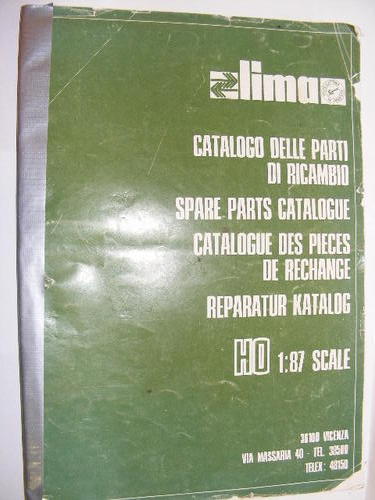 lima
CATALOGO DELLE PARTI
DI RICAMBIO
SPARE PARTS CATALOGUE
CATALOGUE DES PIECES
DE RECHANGE
REPARATUR KATALOG
HO 1:87 SCALE
36100 VICENZA
VIA MASSARIA 40 - TEL. 38500
TELEX: 48150